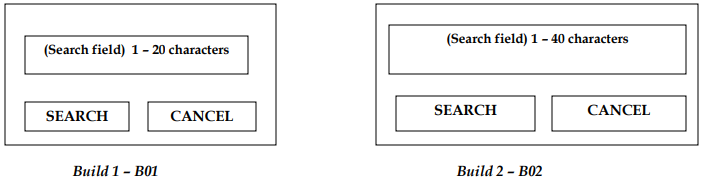 (Search field) 1 – 20 characters
SEARCH CANCEL
Build 1 – B01
(Search field) 1 – 40 characters
SEARCH CANCEL
Build 2 – B02